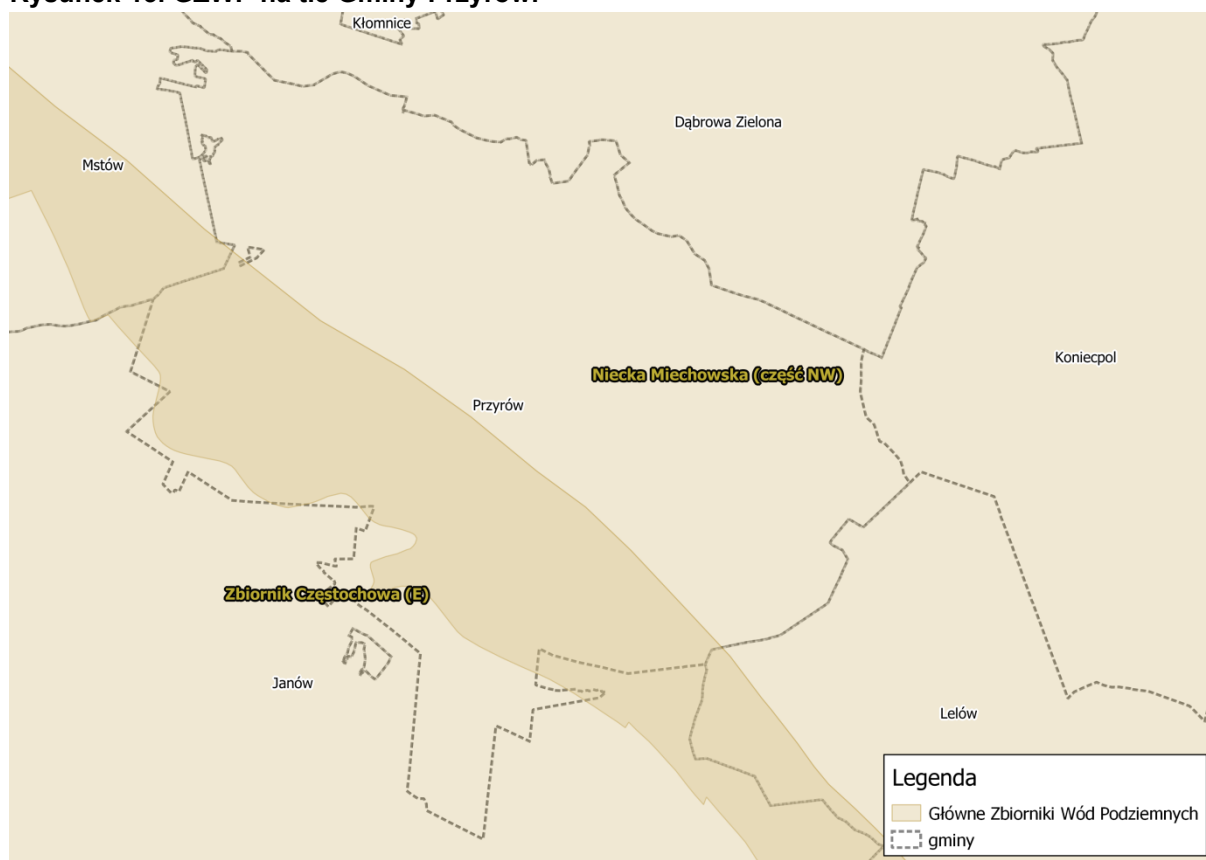 Kłomnice
Dąbrowa Zielona
Mstów
Niecka Miechowska (część NW)
Koniecpol
Przyrów
Zbiornik Częstochowa (E)
Janów
Lelów
Legenda
Główne Zbiorniki Wód Podziemnych
gminy